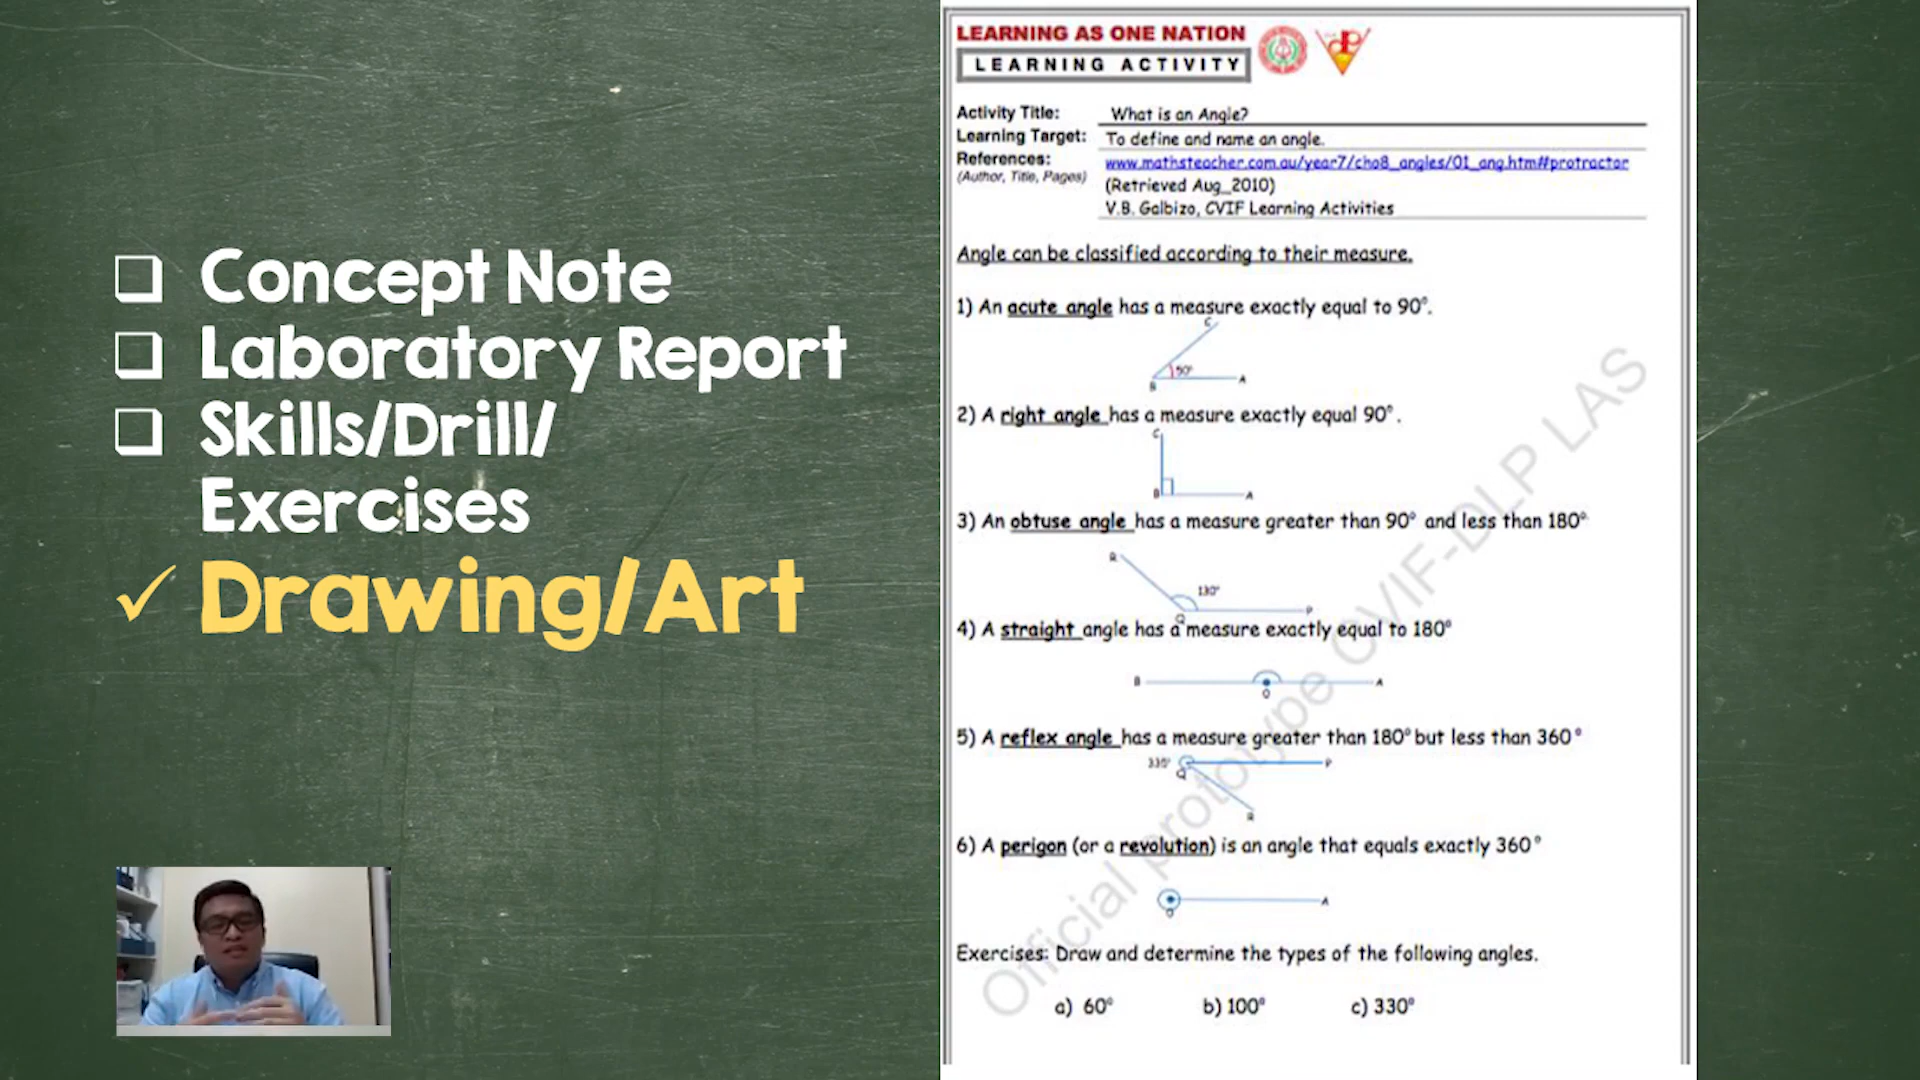 Concept Note
Laboratory Report
Skills/Drill/
Exercises
Drawing/Art
LEARNING AS ONE NATION
LEARNING ACTIVITY
Activity Title: What is an Angle?
Learning Target: To define and name an angle.
References: www.mathsteacher.com.au/year7/cho8_angles/01_ang.htm#protractor
(Author, Title, Pages) (Retrieved Aug_2010)
V.B. Galbizo, CVIF Learning Activities
Angle can be classified according to their measure.
1) An acute angle has a measure exactly equal to 90°.
C
50°
B A
2) A right angle has a measure exactly equal 90°.
C
B A
3) An obtuse angle has a measure greater than 90° and less than 180°
R
130°
P
Q
4) A straight angle has a measure exactly equal to 180°
B A
O
5) A reflex angle has a measure greater than 180° but less than 360°
330° P
Q
R
6) A perigon (or a revolution) is an angle that equals exactly 360°
A
O
Exercises: Draw and determine the types of the following angles.
a) 60° b) 100° c) 330°
Official prototype CVIF-DLP LAS